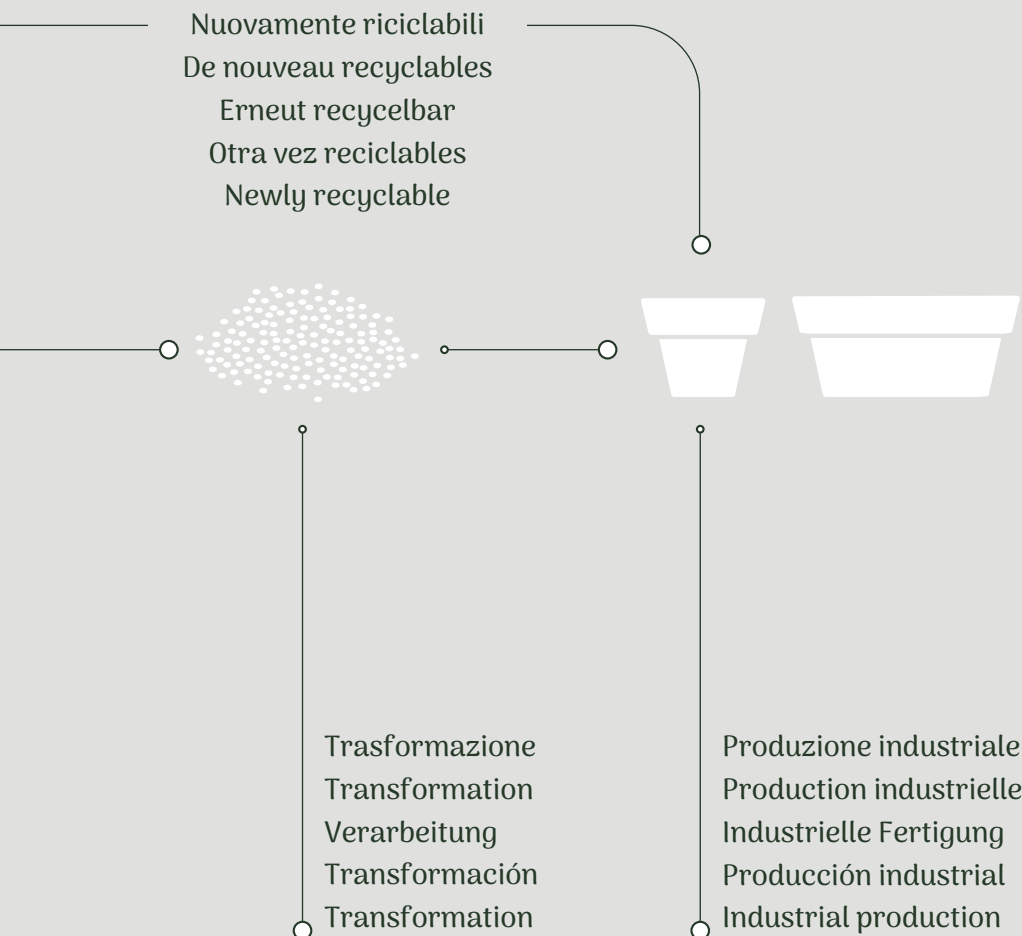 Nuovamente riciclabili
De nouveau recyclables
Erneut recycelbar
Otra vez reciclables
Newly recyclable
Trasformazione
Transformation
Verarbeitung
Transformación
Transformation
Produzione industriale
Production industrielle
Industrielle Fertigung
Producción industrial
Industrial production